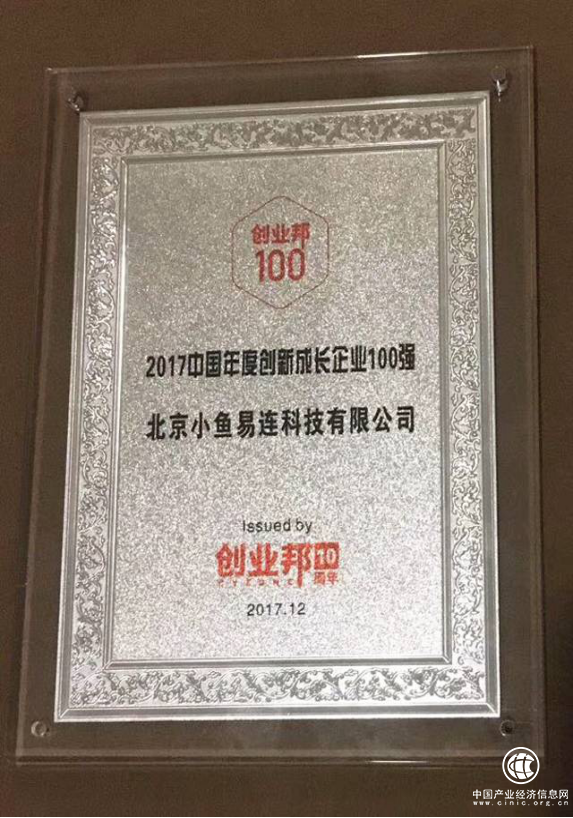 创业邦
100
2017中国年度创新成长企业100强
北京小鱼易连科技有限公司
Issued by
创业邦10
周年
2017.12
中国产业经济信息网
www.cinic.org.cn